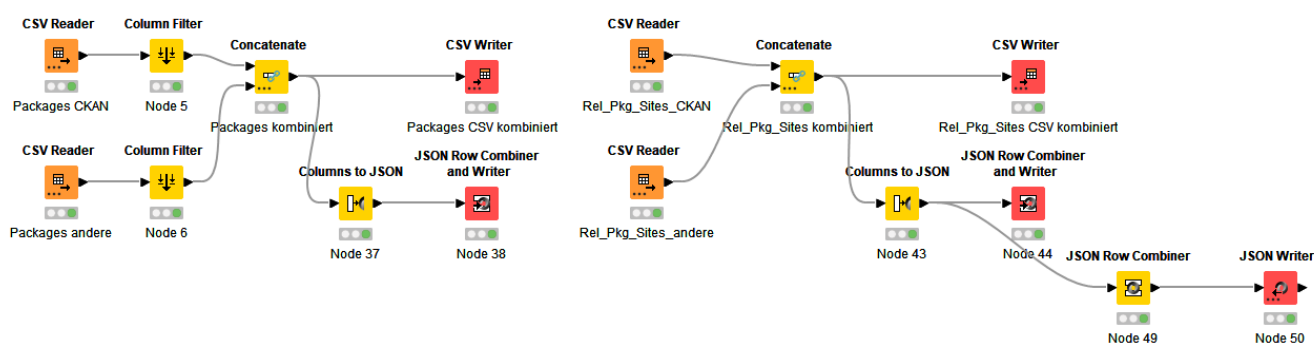 CSV Reader
Column Filter
Concatenate
CSV Writer
Packages CKAN
Node 5
Packages kombiniert
Packages CSV kombiniert
CSV Reader
Column Filter
Columns to JSON
JSON Row Combiner
and Writer
Packages andere
Node 6
Node 37
Node 38
CSV Reader
Concatenate
CSV Writer
Rel_Pkg_Sites_CKAN
Rel_Pkg_Sites kombiniert
Rel_Pkg_Sites CSV kombiniert
CSV Reader
Columns to JSON
JSON Row Combiner
and Writer
Rel_Pkg_Sites_andere
Node 43
Node 44
JSON Row Combiner
JSON Writer
Node 49
Node 50